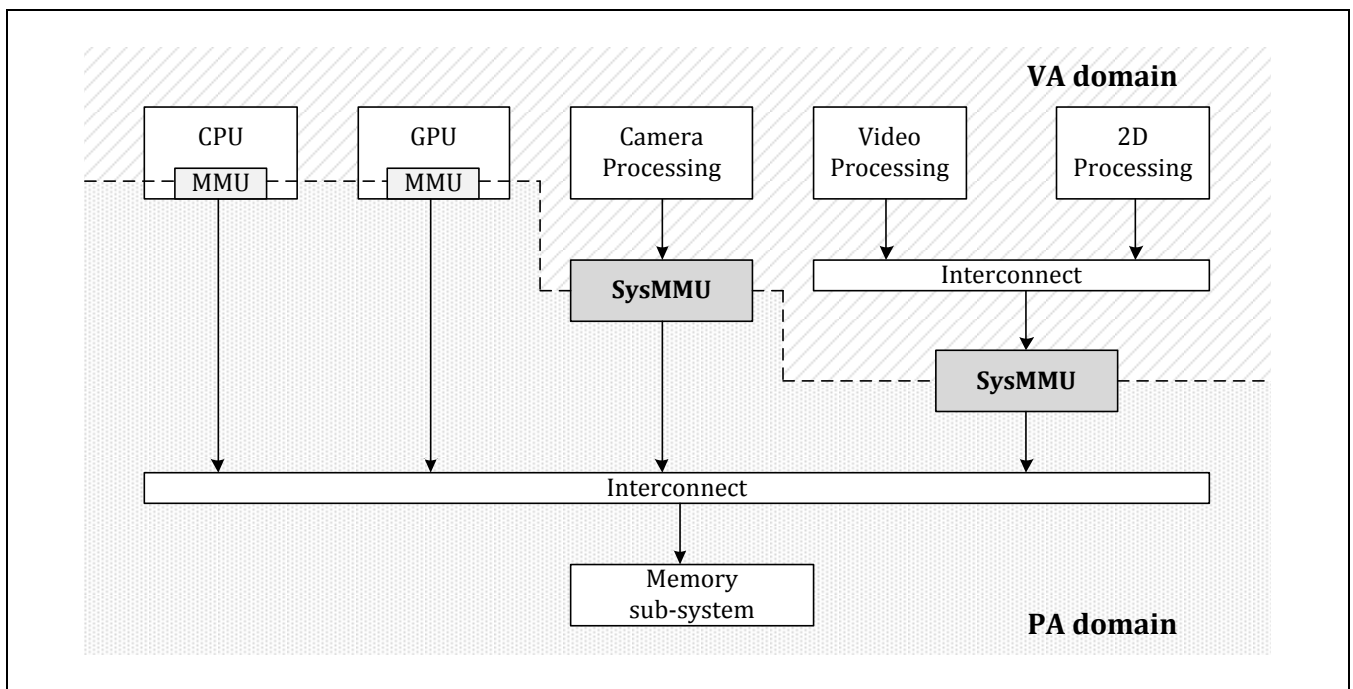 VA domain
CPU
MMU
GPU
MMU
Camera
Processing
Video
Processing
2D
Processing
SysMMU
Interconnect
SysMMU
Interconnect
Memory
sub-system
PA domain